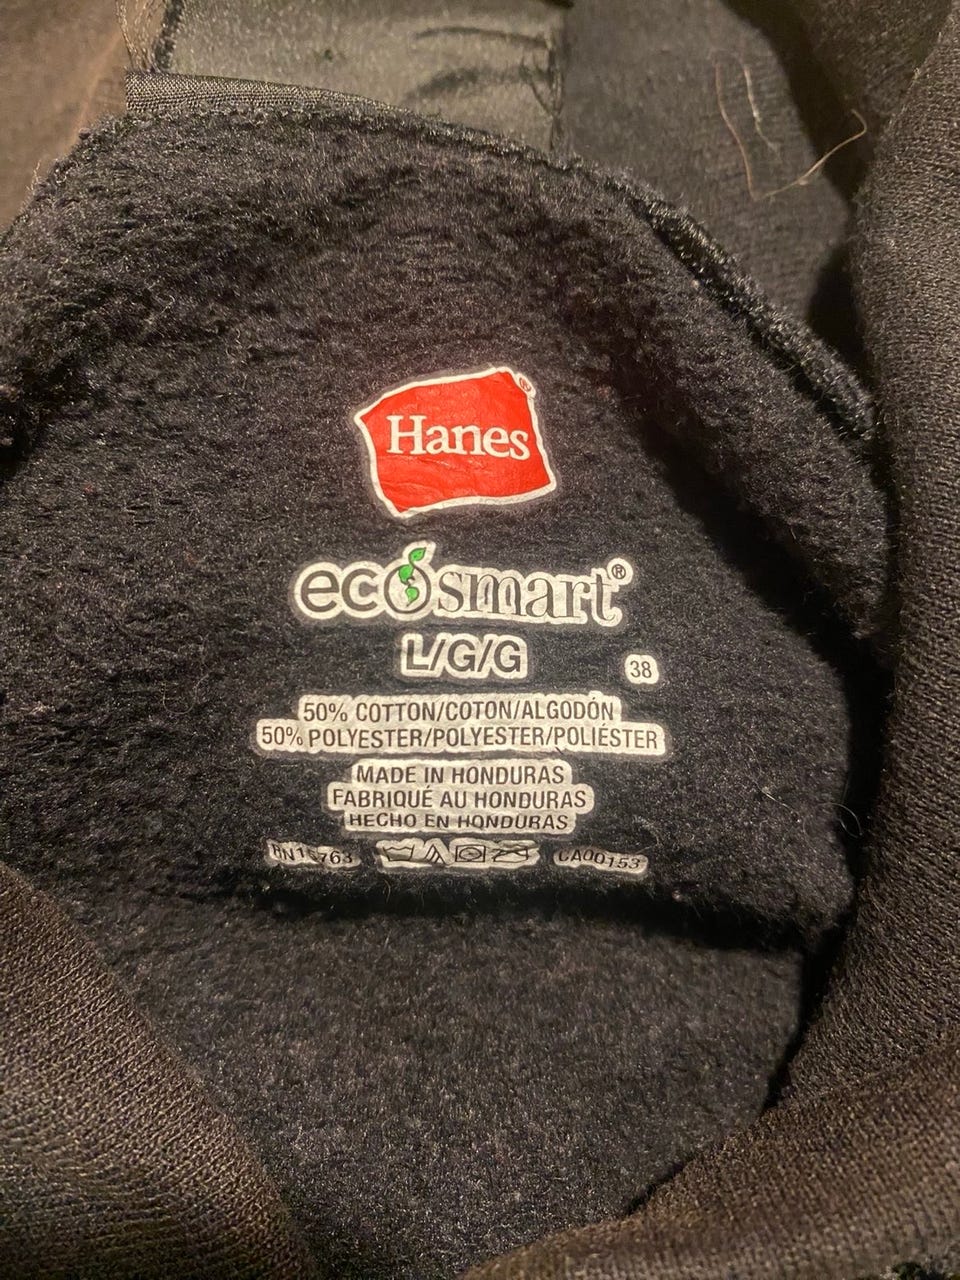 Hanes®
ecosmart®
L/G/G
38
50% COTTON/COTON/ALGODÓN
50% POLYESTER/POLYESTER/POLIÉSTER
MADE IN HONDURAS
FABRIQUÉ AU HONDURAS
HECHO EN HONDURAS
CA00153